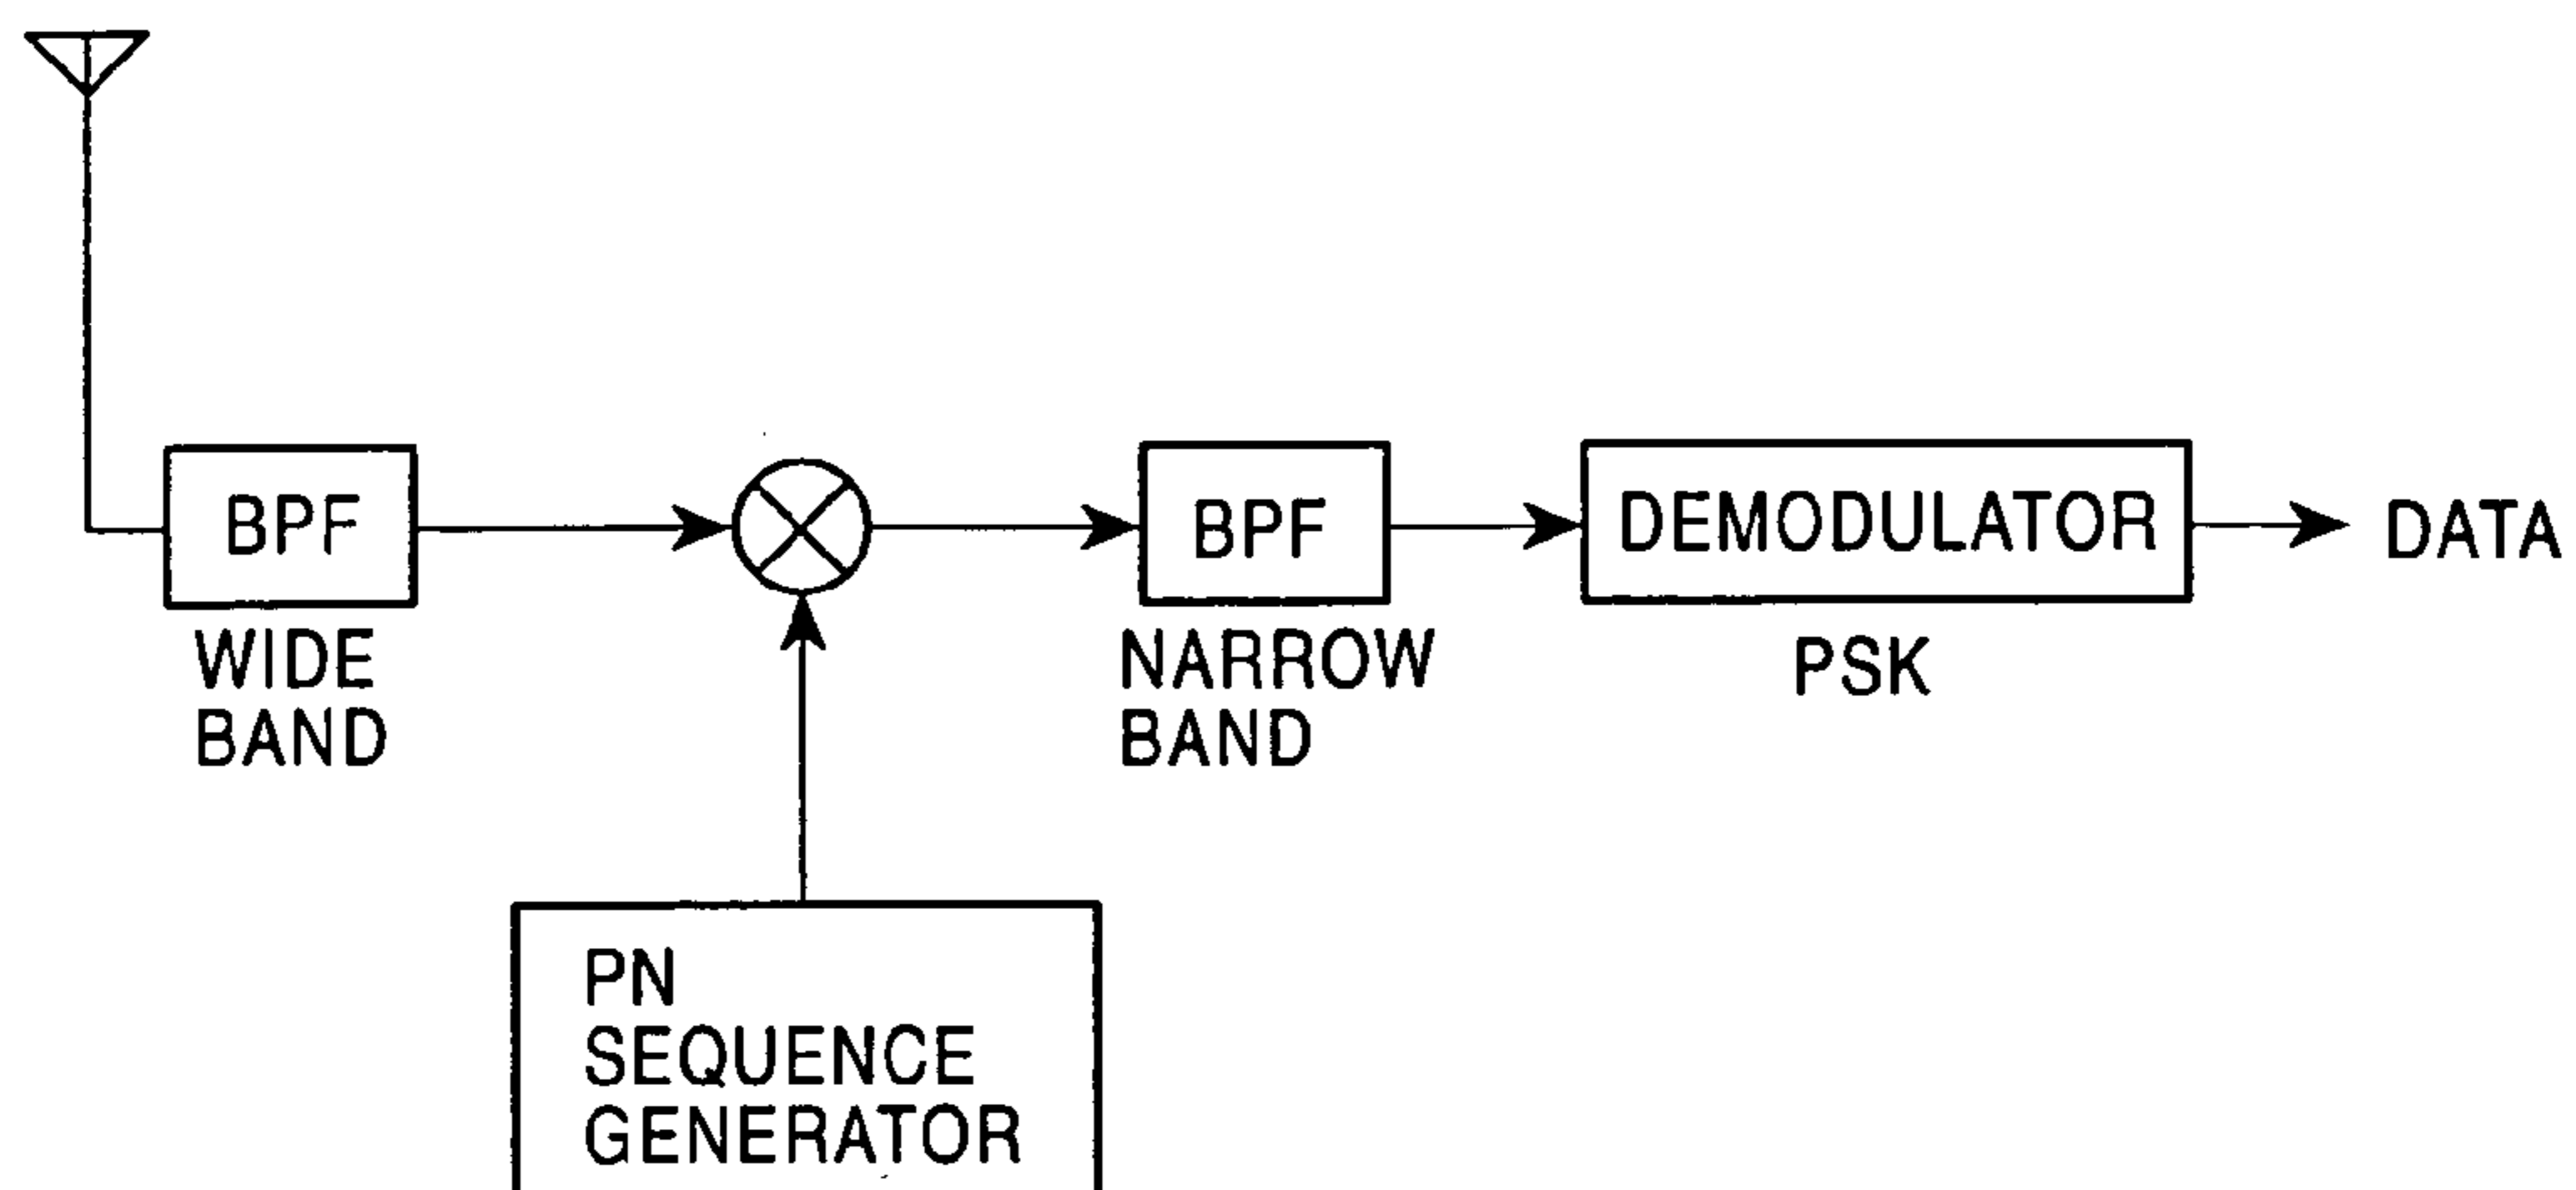 BPF
WIDE
BAND
BPF
NARROW
BAND
DEMODULATOR
PSK
DATA
PN
SEQUENCE
GENERATOR